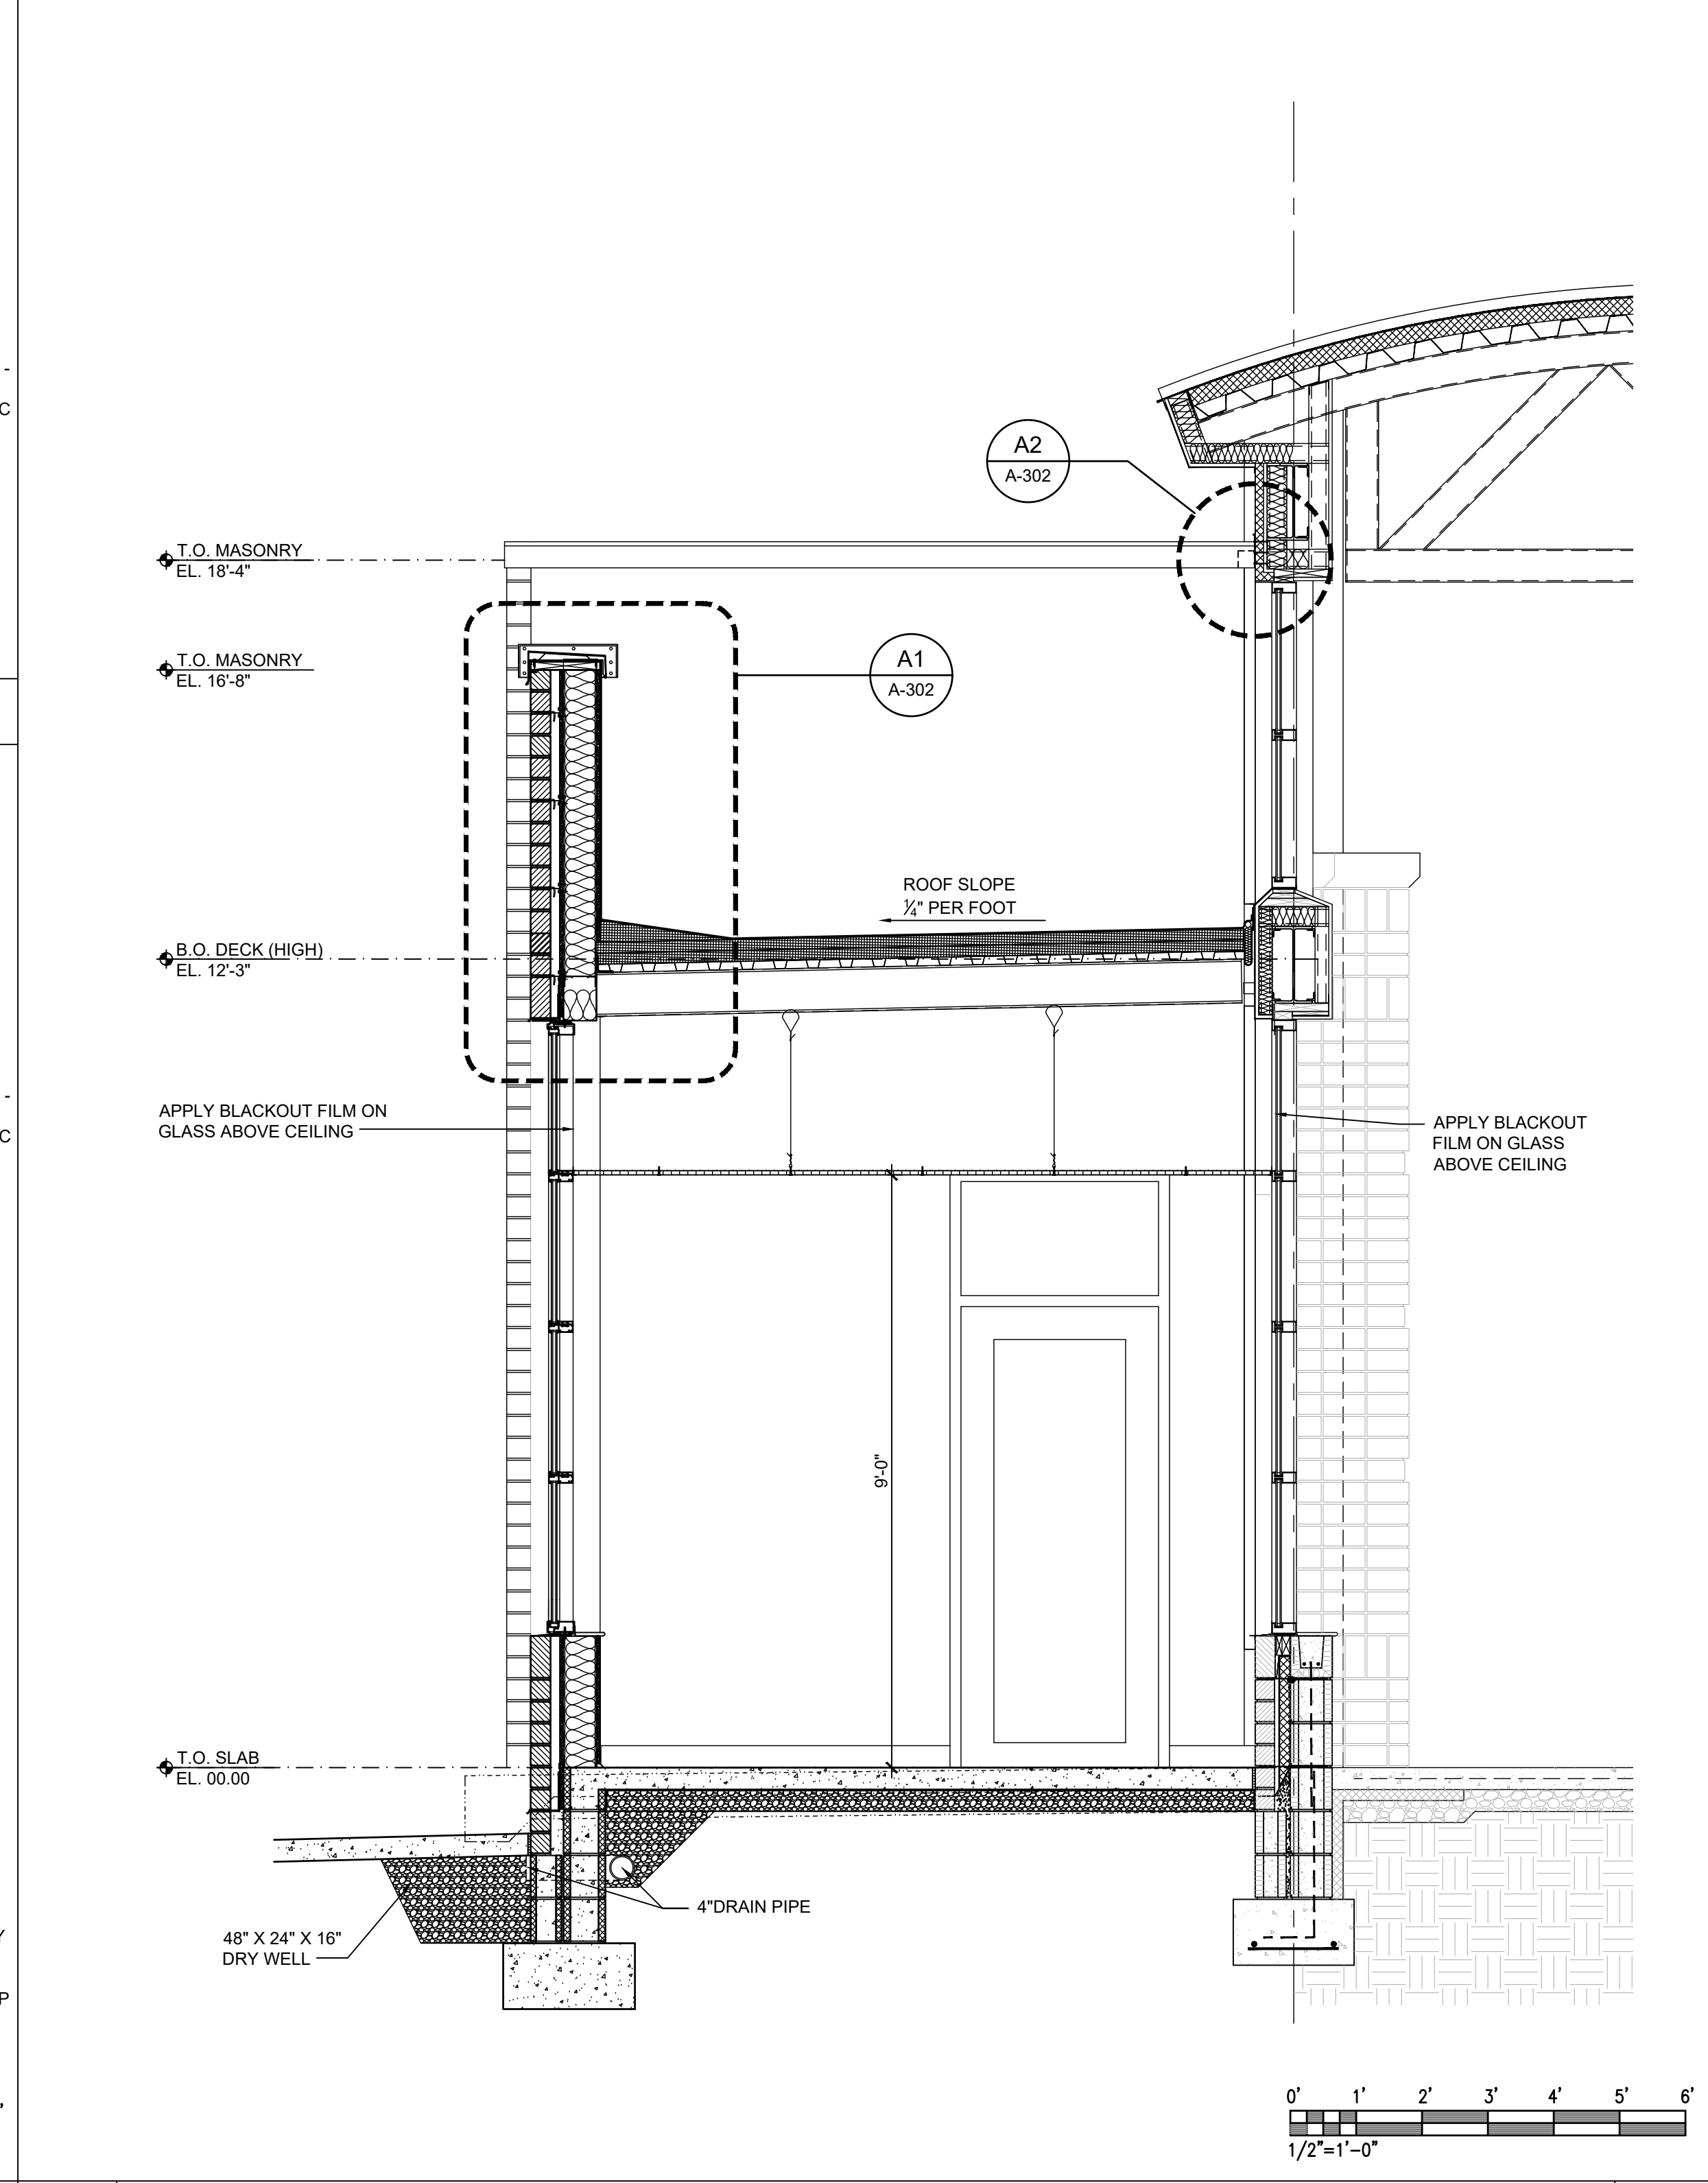 -
C
A2
A-302
T.O. MASONRY
EL. 18'-4"
T.O. MASONRY
EL. 16'-8"
A1
A-302
ROOF SLOPE
¼" PER FOOT
B.O. DECK (HIGH)
EL. 12'-3"
-
C
APPLY BLACKOUT FILM ON
GLASS ABOVE CEILING
APPLY BLACKOUT
FILM ON GLASS
ABOVE CEILING
9'-0"
T.O. SLAB
EL. 00.00
4"DRAIN PIPE
48" X 24" X 16"
DRY WELL
Y
P
0' 1' 2' 3' 4' 5' 6'
1/2"=1'-0"